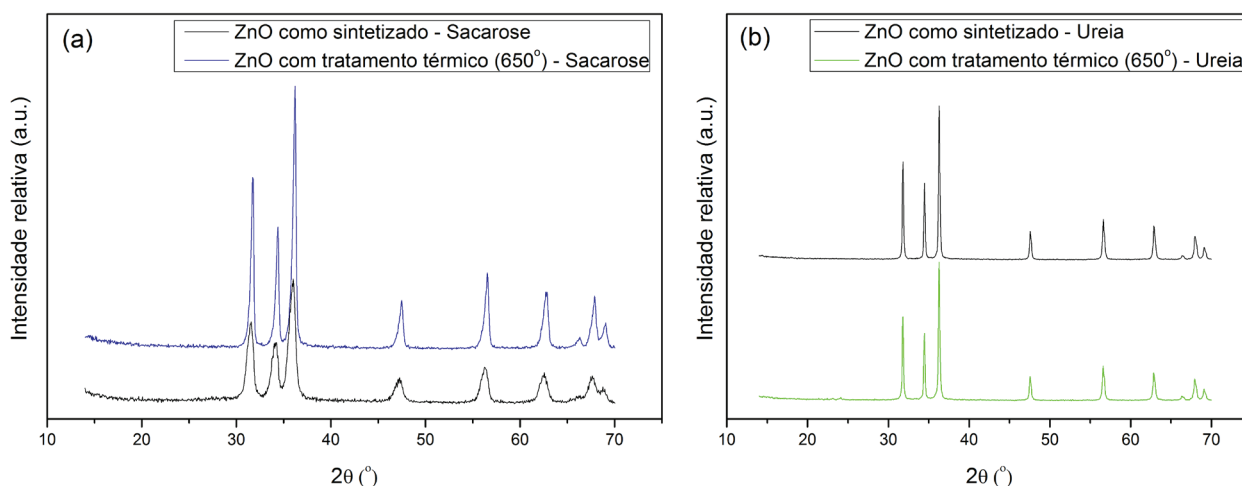 (a)
ZnO como sintetizado - Sacarose
ZnO com tratamento térmico (650°) - Sacarose
Intensidade relativa (a.u.)
10 20 30 40 50 60 70
2θ (°)
(b)
ZnO como sintetizado - Ureia
ZnO com tratamento térmico (650°) - Ureia
Intensidade relativa (a.u.)
10 20 30 40 50 60 70
2θ (°)